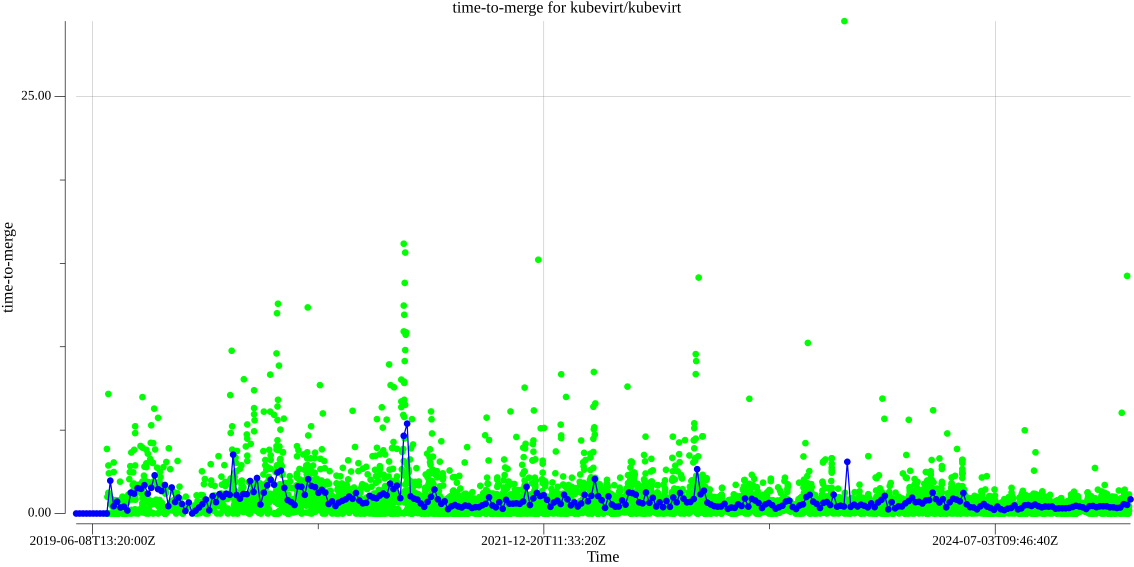 time-to-merge for kubevirt/kubevirt
25.00
time-to-merge
0.00
2019-06-08T13:20:00Z
2021-12-20T11:33:20Z
2024-07-03T09:46:40Z
Time